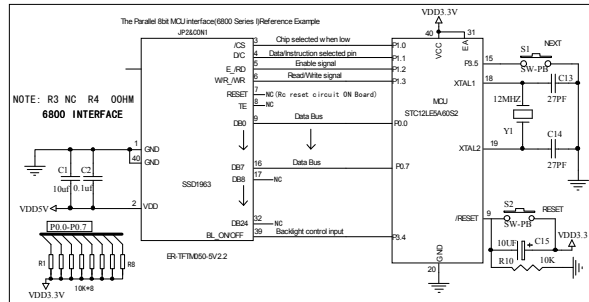 The Parallel 8bit MCU interface(6800 Series I)Reference Example
JP2&CON1
VDD3.3V
40
31
VCC
EA
/CS 3 Chip selected when low P1.0
D/C 4 Data/Instruction selected pin P1.1
E_/RD 5 Enable signal P1.2
W/R_/WR 6 Read/Write signal P1.3
RESET 7 NC(Rc reset circuit ON Board)
TE 8 NC
DB0 9 Data Bus P0.0
DB7 16 Data Bus P0.7
DB8 17 NC
DB24 32 NC
BL_ON/OFF 39 Backlight control input P3.4
SSD1963
ER-TFTM050-5V2.2
NOTE: R3 NC R4 0OHM
6800 INTERFACE
1 GND
40 GND
C1
10uf
C2
0.1uf
VDD5V
2 VDD
P0.0-P0.7
R1
R8
10K*8
VDD3.3V
MCU
STC12LE5A60S2
P3.5 15
S1
NEXT
SW-PB
XTAL1 18
C13
27PF
12MHZ
Y1
XTAL2 19
C14
27PF
/RESET 9
S2
RESET
SW-PB
10UF
C15
VDD3.3
R10
10K
GND
20